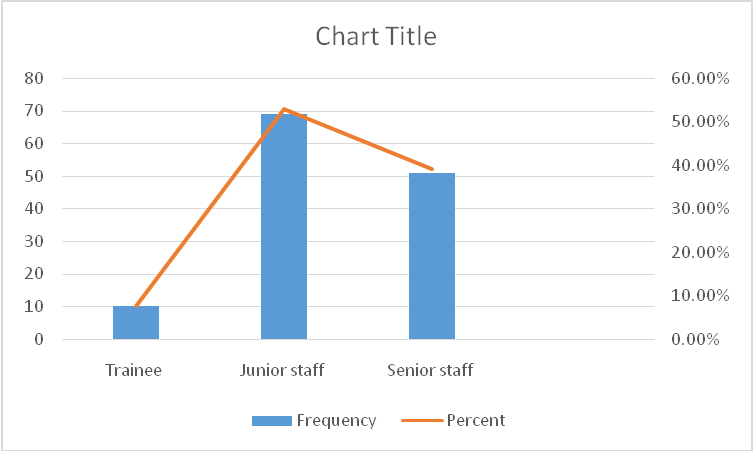 Chart Title
80
70
60
50
40
30
20
10
0
60.00%
50.00%
40.00%
30.00%
20.00%
10.00%
0.00%
Trainee
Junior staff
Senior staff
Frequency
Percent